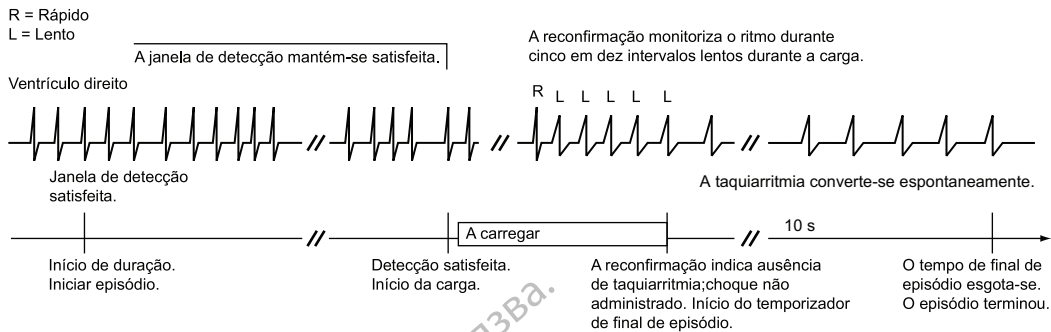 R = Rápido
L = Lento
A janela de detecção mantém-se satisfeita.
A reconfirmação monitoriza o ritmo durante
cinco em dez intervalos lentos durante a carga.
Ventrículo direito
R L L L L L
Janela de detecção
satisfeita.
A taquiarritmia converte-se espontaneamente.
A carregar
10 s
Início de duração.
Iniciar episódio.
Detecção satisfeita.
Início da carga.
A reconfirmação indica ausência
de taquiarritmia;choque não
administrado. Início do temporizador
de final de episódio.
O tempo de final de
episódio esgota-se.
O episódio terminou.